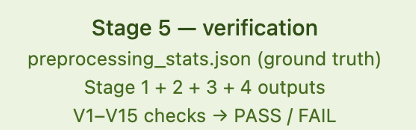 Stage 5 — verification
preprocessing_stats.json (ground truth)
Stage 1 + 2 + 3 + 4 outputs
V1–V15 checks → PASS / FAIL